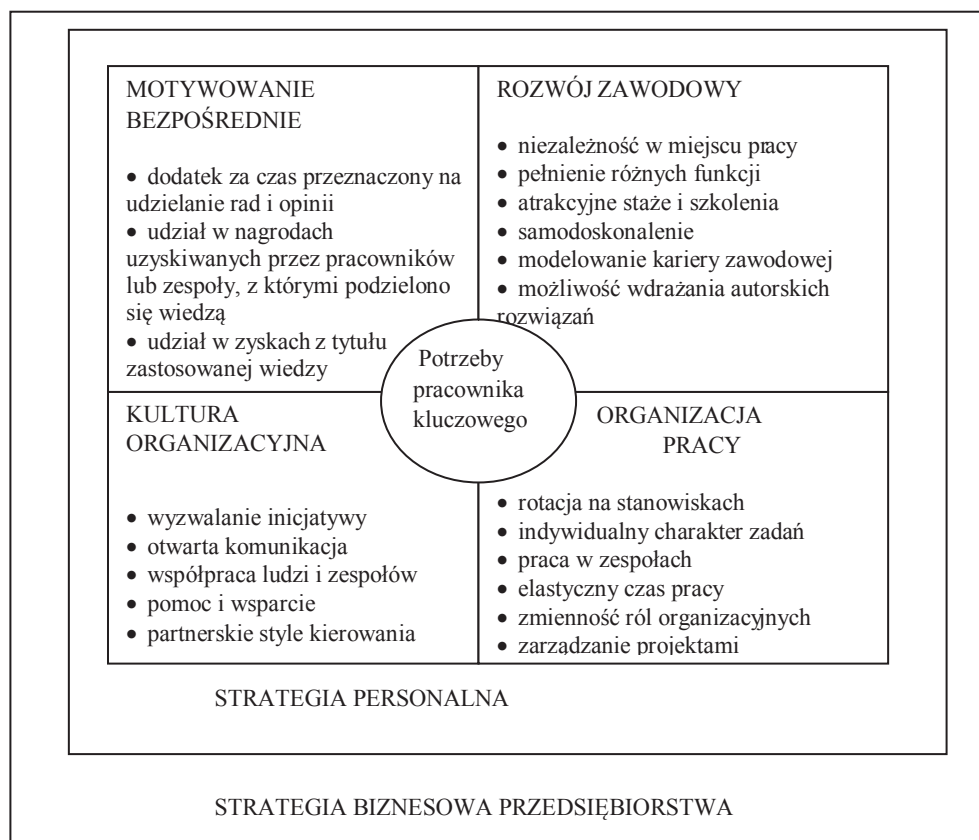 MOTYWOWANIE
BEZPOŚREDNIE
• dodatek za czas przeznaczony na
udzielanie rad i opinii
• udział w nagrodach
uzyskiwanych przez pracowników
lub zespoły, z którymi podzielono
się wiedzą
• udział w zyskach z tytułu
zastosowanej wiedzy
ROZWÓJ ZAWODOWY
• niezależność w miejscu pracy
• pełnienie różnych funkcji
• atrakcyjne staże i szkolenia
• samodoskonalenie
• modelowanie kariery zawodowej
• możliwość wdrażania autorskich
rozwiązań
Potrzeby
pracownika
kluczowego
KULTURA
ORGANIZACYJNA
• wyzwalanie inicjatywy
• otwarta komunikacja
• współpraca ludzi i zespołów
• pomoc i wsparcie
• partnerskie style kierowania
ORGANIZACJA
PRACY
• rotacja na stanowiskach
• indywidualny charakter zadań
• praca w zespołach
• elastyczny czas pracy
• zmienność ról organizacyjnych
• zarządzanie projektami
STRATEGIA PERSONALNA
STRATEGIA BIZNESOWA PRZEDSIĘBIORSTWA